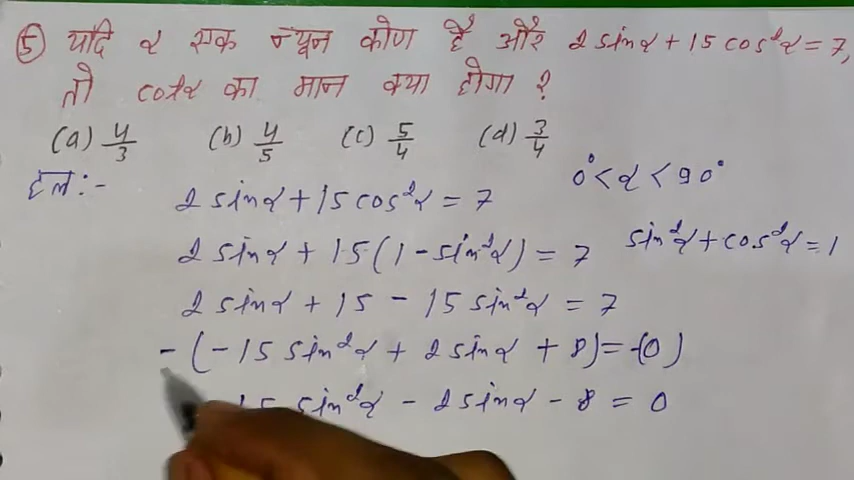 ⑤ यदि α एक न्यून कोण है और 2 sinα + 15 cos²α = 7,
तो cotα का मान क्या होगा ?
(a) 4/3 (b) 4/5 (c) 5/4 (d) 3/4
हल :- 0° < α < 90°
2 sinα + 15 cos²α = 7
2 sinα + 15 (1 - sin²α) = 7 sin²α + cos²α = 1
2 sinα + 15 - 15 sin²α = 7
- (- 15 sin²α + 2 sinα + 8) = -(0)
15 sin²α - 2 sinα - 8 = 0